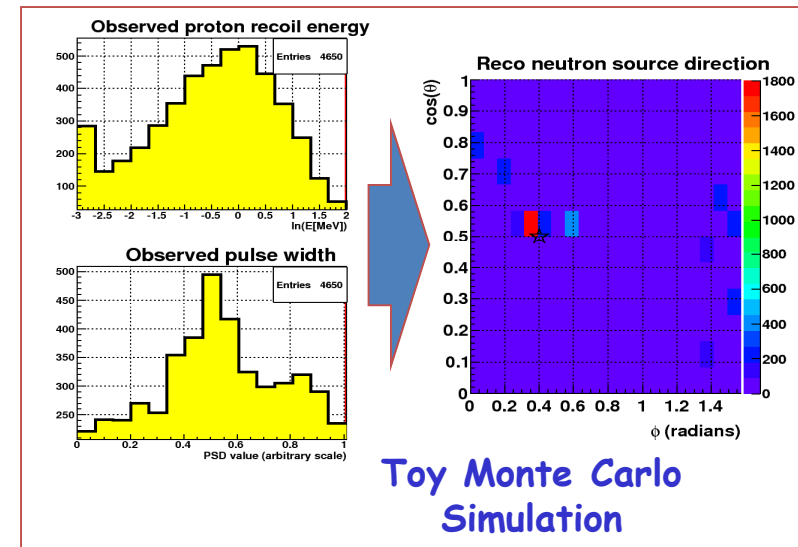 Observed proton recoil energy
Entries 4650
500
400
300
200
100
-3 -2.5 -2 -1.5 -1 -0.5 0 0.5 1 1.5 2
ln(E[MeV])
Observed pulse width
Entries 4650
500
450
400
350
300
250
0 0.2 0.4 0.6 0.8 1
PSD value (arbitrary scale)
Reco neutron source direction
cos(θ)
1
0.9
0.8
0.7
0.6
0.5
0.4
0.3
0.2
0.1
0
0 0.2 0.4 0.6 0.8 1 1.2 1.4
ϕ (radians)
1800
1600
1400
1200
1000
800
600
400
200
0
Toy Monte Carlo
Simulation